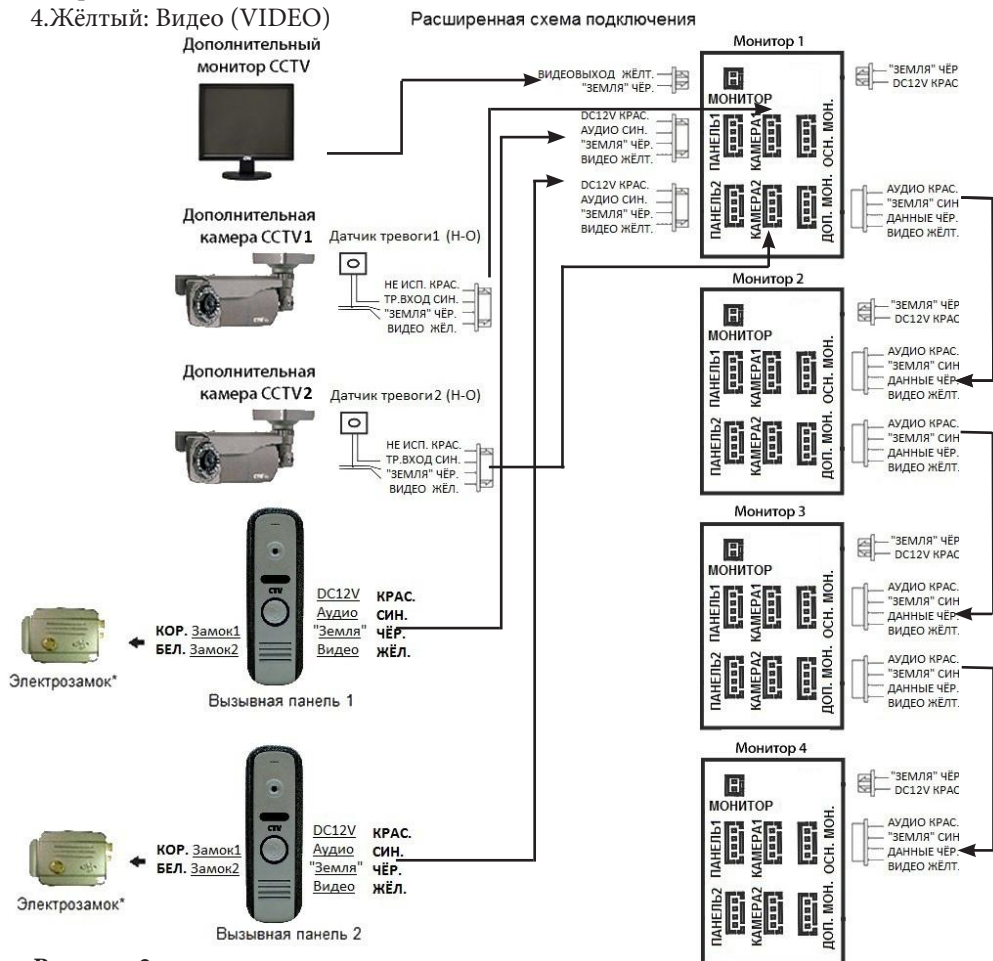 4.Жёлтый: Видео (VIDEO)
Расширенная схема подключения
Дополнительный
монитор CCTV
ВИДЕОВЫХОД ЖЁЛТ.
"ЗЕМЛЯ" ЧЁР.
DC12V КРАС.
АУДИО СИН.
"ЗЕМЛЯ" ЧЁР.
ВИДЕО ЖЁЛТ.
DC12V КРАС.
АУДИО СИН.
"ЗЕМЛЯ" ЧЁР.
ВИДЕО ЖЁЛТ.
Монитор 1
МОНИТОР
ПАНЕЛЬ1
КАМЕРА1
ОСН. МОН.
ПАНЕЛЬ2
КАМЕРА2
ДОП. МОН.
"ЗЕМЛЯ" ЧЁР
DC12V КРАС
АУДИО КРАС.
"ЗЕМЛЯ" СИН
ДАННЫЕ ЧЁР.
ВИДЕО ЖЁЛТ.
Дополнительная
камера CCTV1
Датчик тревоги1 (Н-О)
НЕ ИСП. КРАС.
ТР.ВХОД СИН.
"ЗЕМЛЯ" ЧЁР.
ВИДЕО ЖЁЛ.
Монитор 2
МОНИТОР
ПАНЕЛЬ1
КАМЕРА1
ОСН. МОН.
ПАНЕЛЬ2
КАМЕРА2
ДОП. МОН.
"ЗЕМЛЯ" ЧЁР
DC12V КРАС
АУДИО КРАС.
"ЗЕМЛЯ" СИН
ДАННЫЕ ЧЁР.
ВИДЕО ЖЁЛТ.
АУДИО КРАС.
"ЗЕМЛЯ" СИН
ДАННЫЕ ЧЁР.
ВИДЕО ЖЁЛТ.
Дополнительная
камера CCTV2
Датчик тревоги2 (Н-О)
НЕ ИСП. КРАС.
ТР.ВХОД СИН.
"ЗЕМЛЯ" ЧЁР.
ВИДЕО ЖЁЛ.
Монитор 3
МОНИТОР
ПАНЕЛЬ1
КАМЕРА1
ОСН. МОН.
ПАНЕЛЬ2
КАМЕРА2
ДОП. МОН.
"ЗЕМЛЯ" ЧЁР
DC12V КРАС
АУДИО КРАС.
"ЗЕМЛЯ" СИН
ДАННЫЕ ЧЁР.
ВИДЕО ЖЁЛТ.
АУДИО КРАС.
"ЗЕМЛЯ" СИН
ДАННЫЕ ЧЁР.
ВИДЕО ЖЁЛТ.
CTV
DC12V КРАС.
Аудио СИН.
"Земля" ЧЁР.
Видео ЖЁЛ.
КОР. Замок1
БЕЛ. Замок2
Электрозамок*
Вызывная панель 1
Монитор 4
МОНИТОР
ПАНЕЛЬ1
КАМЕРА1
ОСН. МОН.
ПАНЕЛЬ2
КАМЕРА2
ДОП. МОН.
"ЗЕМЛЯ" ЧЁР
DC12V КРАС
АУДИО КРАС.
"ЗЕМЛЯ" СИН
ДАННЫЕ ЧЁР.
ВИДЕО ЖЁЛТ.
CTV
DC12V КРАС.
Аудио СИН.
"Земля" ЧЁР.
Видео ЖЁЛ.
КОР. Замок1
БЕЛ. Замок2
Электрозамок*
Вызывная панель 2